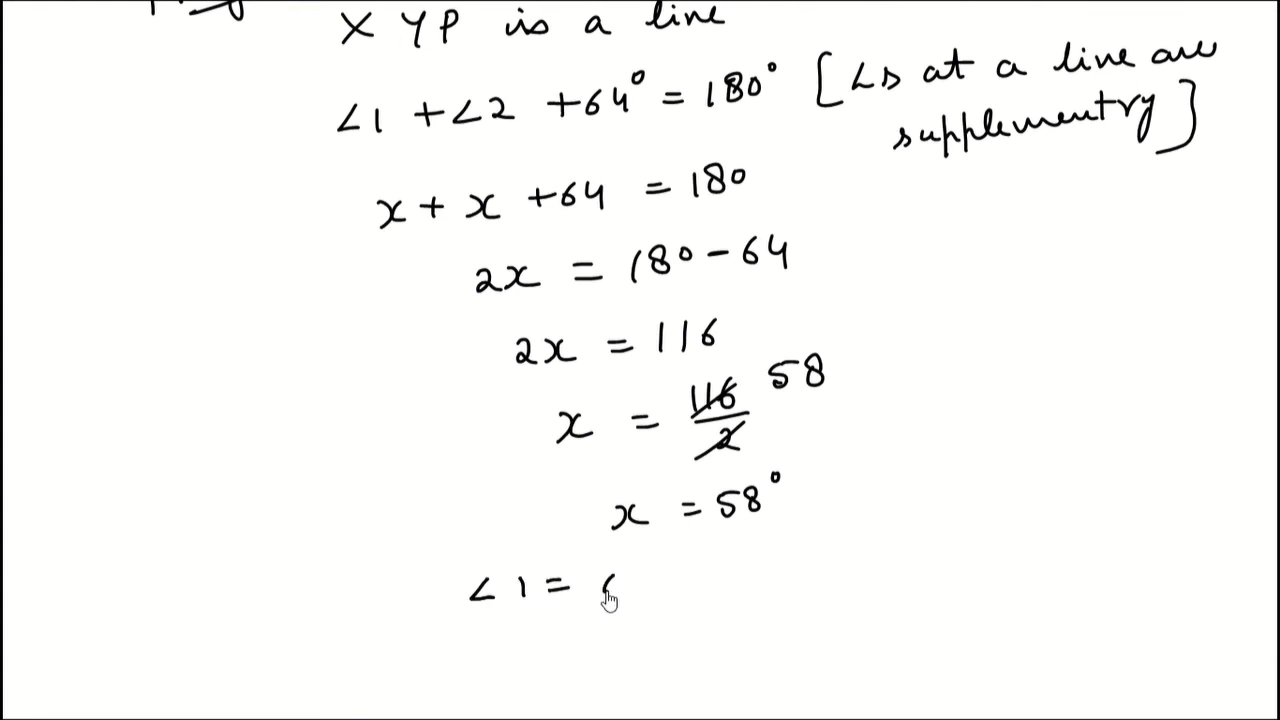 X YP is a line
∠1 + ∠2 + 64° = 180° [∠s at a line are
supplementry]
x + x + 64 = 180
2x = 180 - 64
2x = 116
x = 116/2 58
x = 58°
∠1 =